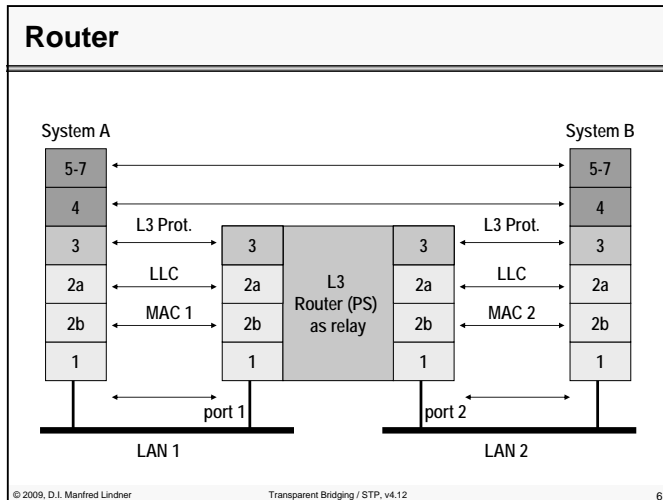 Router
System A
System B
5-7
5-7
4
4
L3 Prot.
L3 Prot.
3
3
3
3
2a
LLC
2a
L3
Router (PS)
as relay
2a
LLC
2a
2b
MAC 1
2b
2b
MAC 2
2b
1
1
1
1
port 1
port 2
LAN 1
LAN 2
© 2009, D.I. Manfred Lindner
Transparent Bridging / STP, v4.12
6